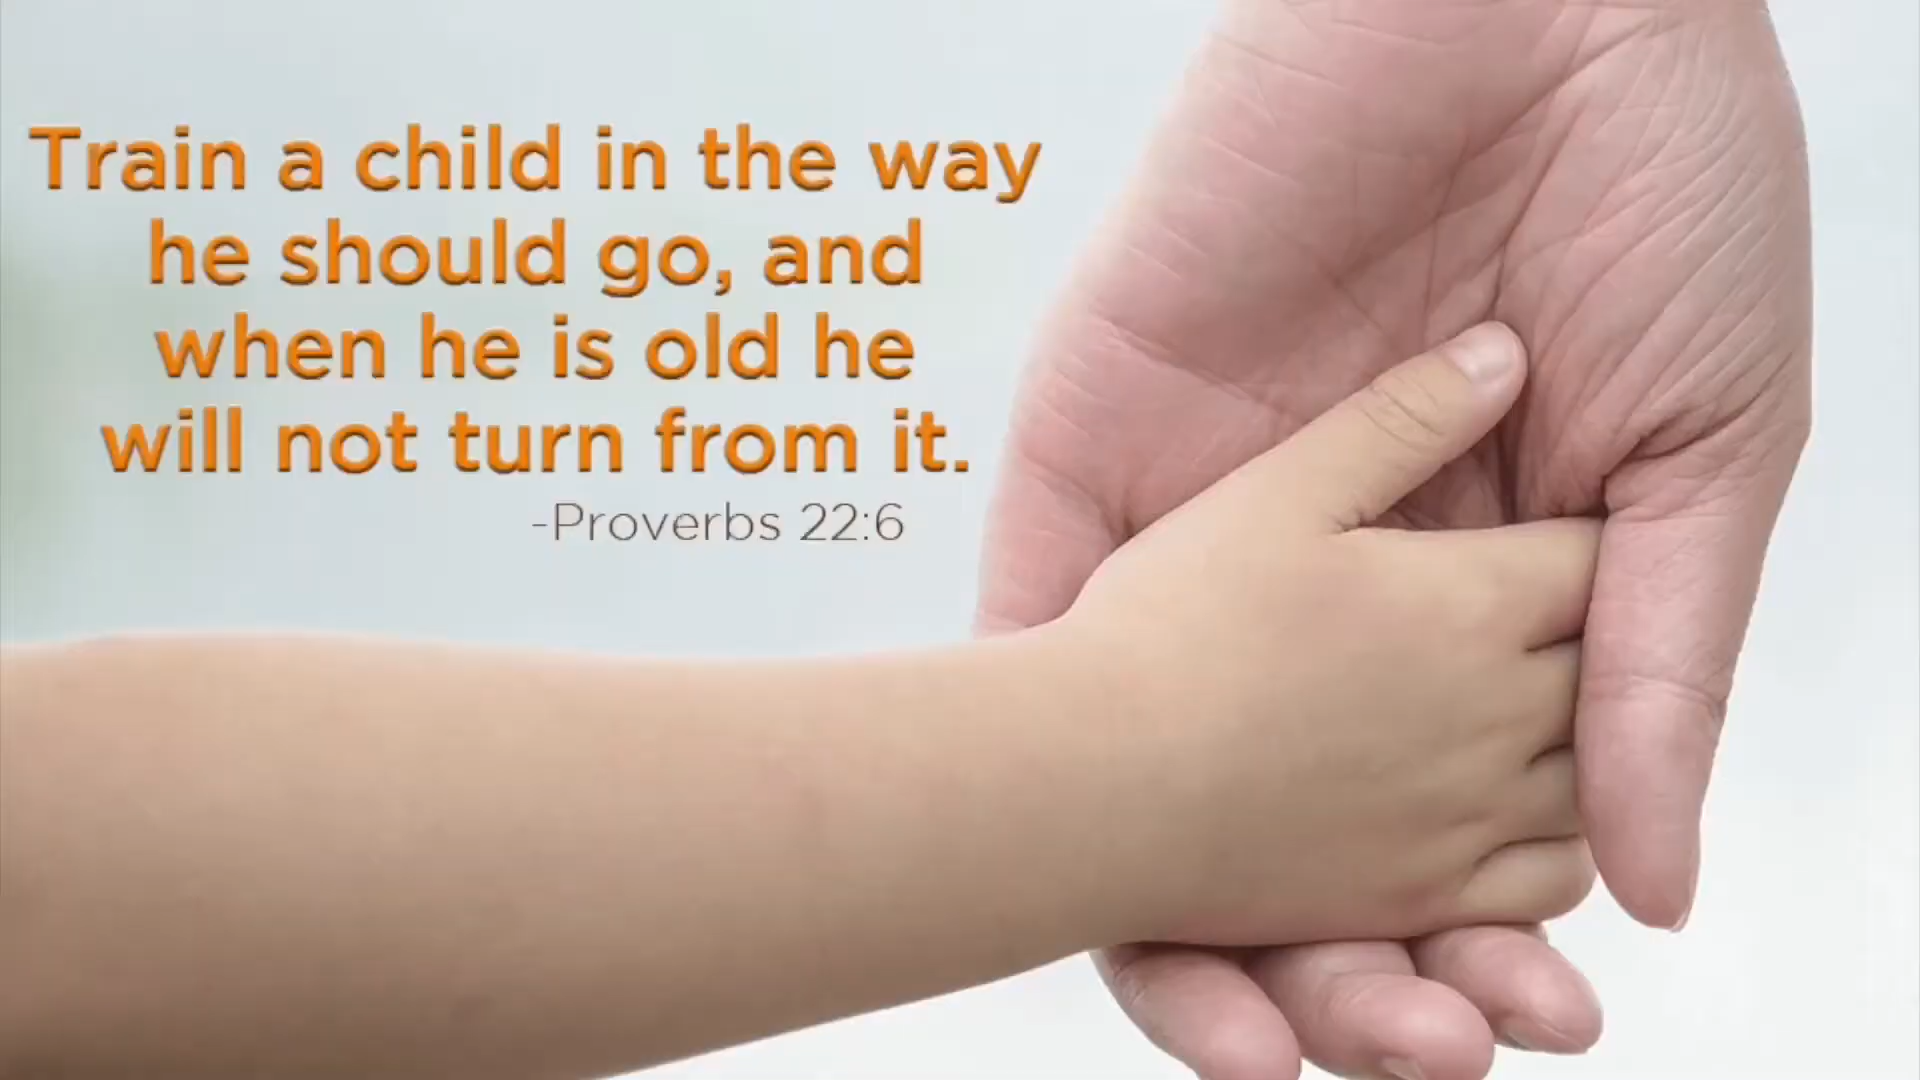 Train a child in the way
he should go, and
when he is old he
will not turn from it.
-Proverbs 22:6